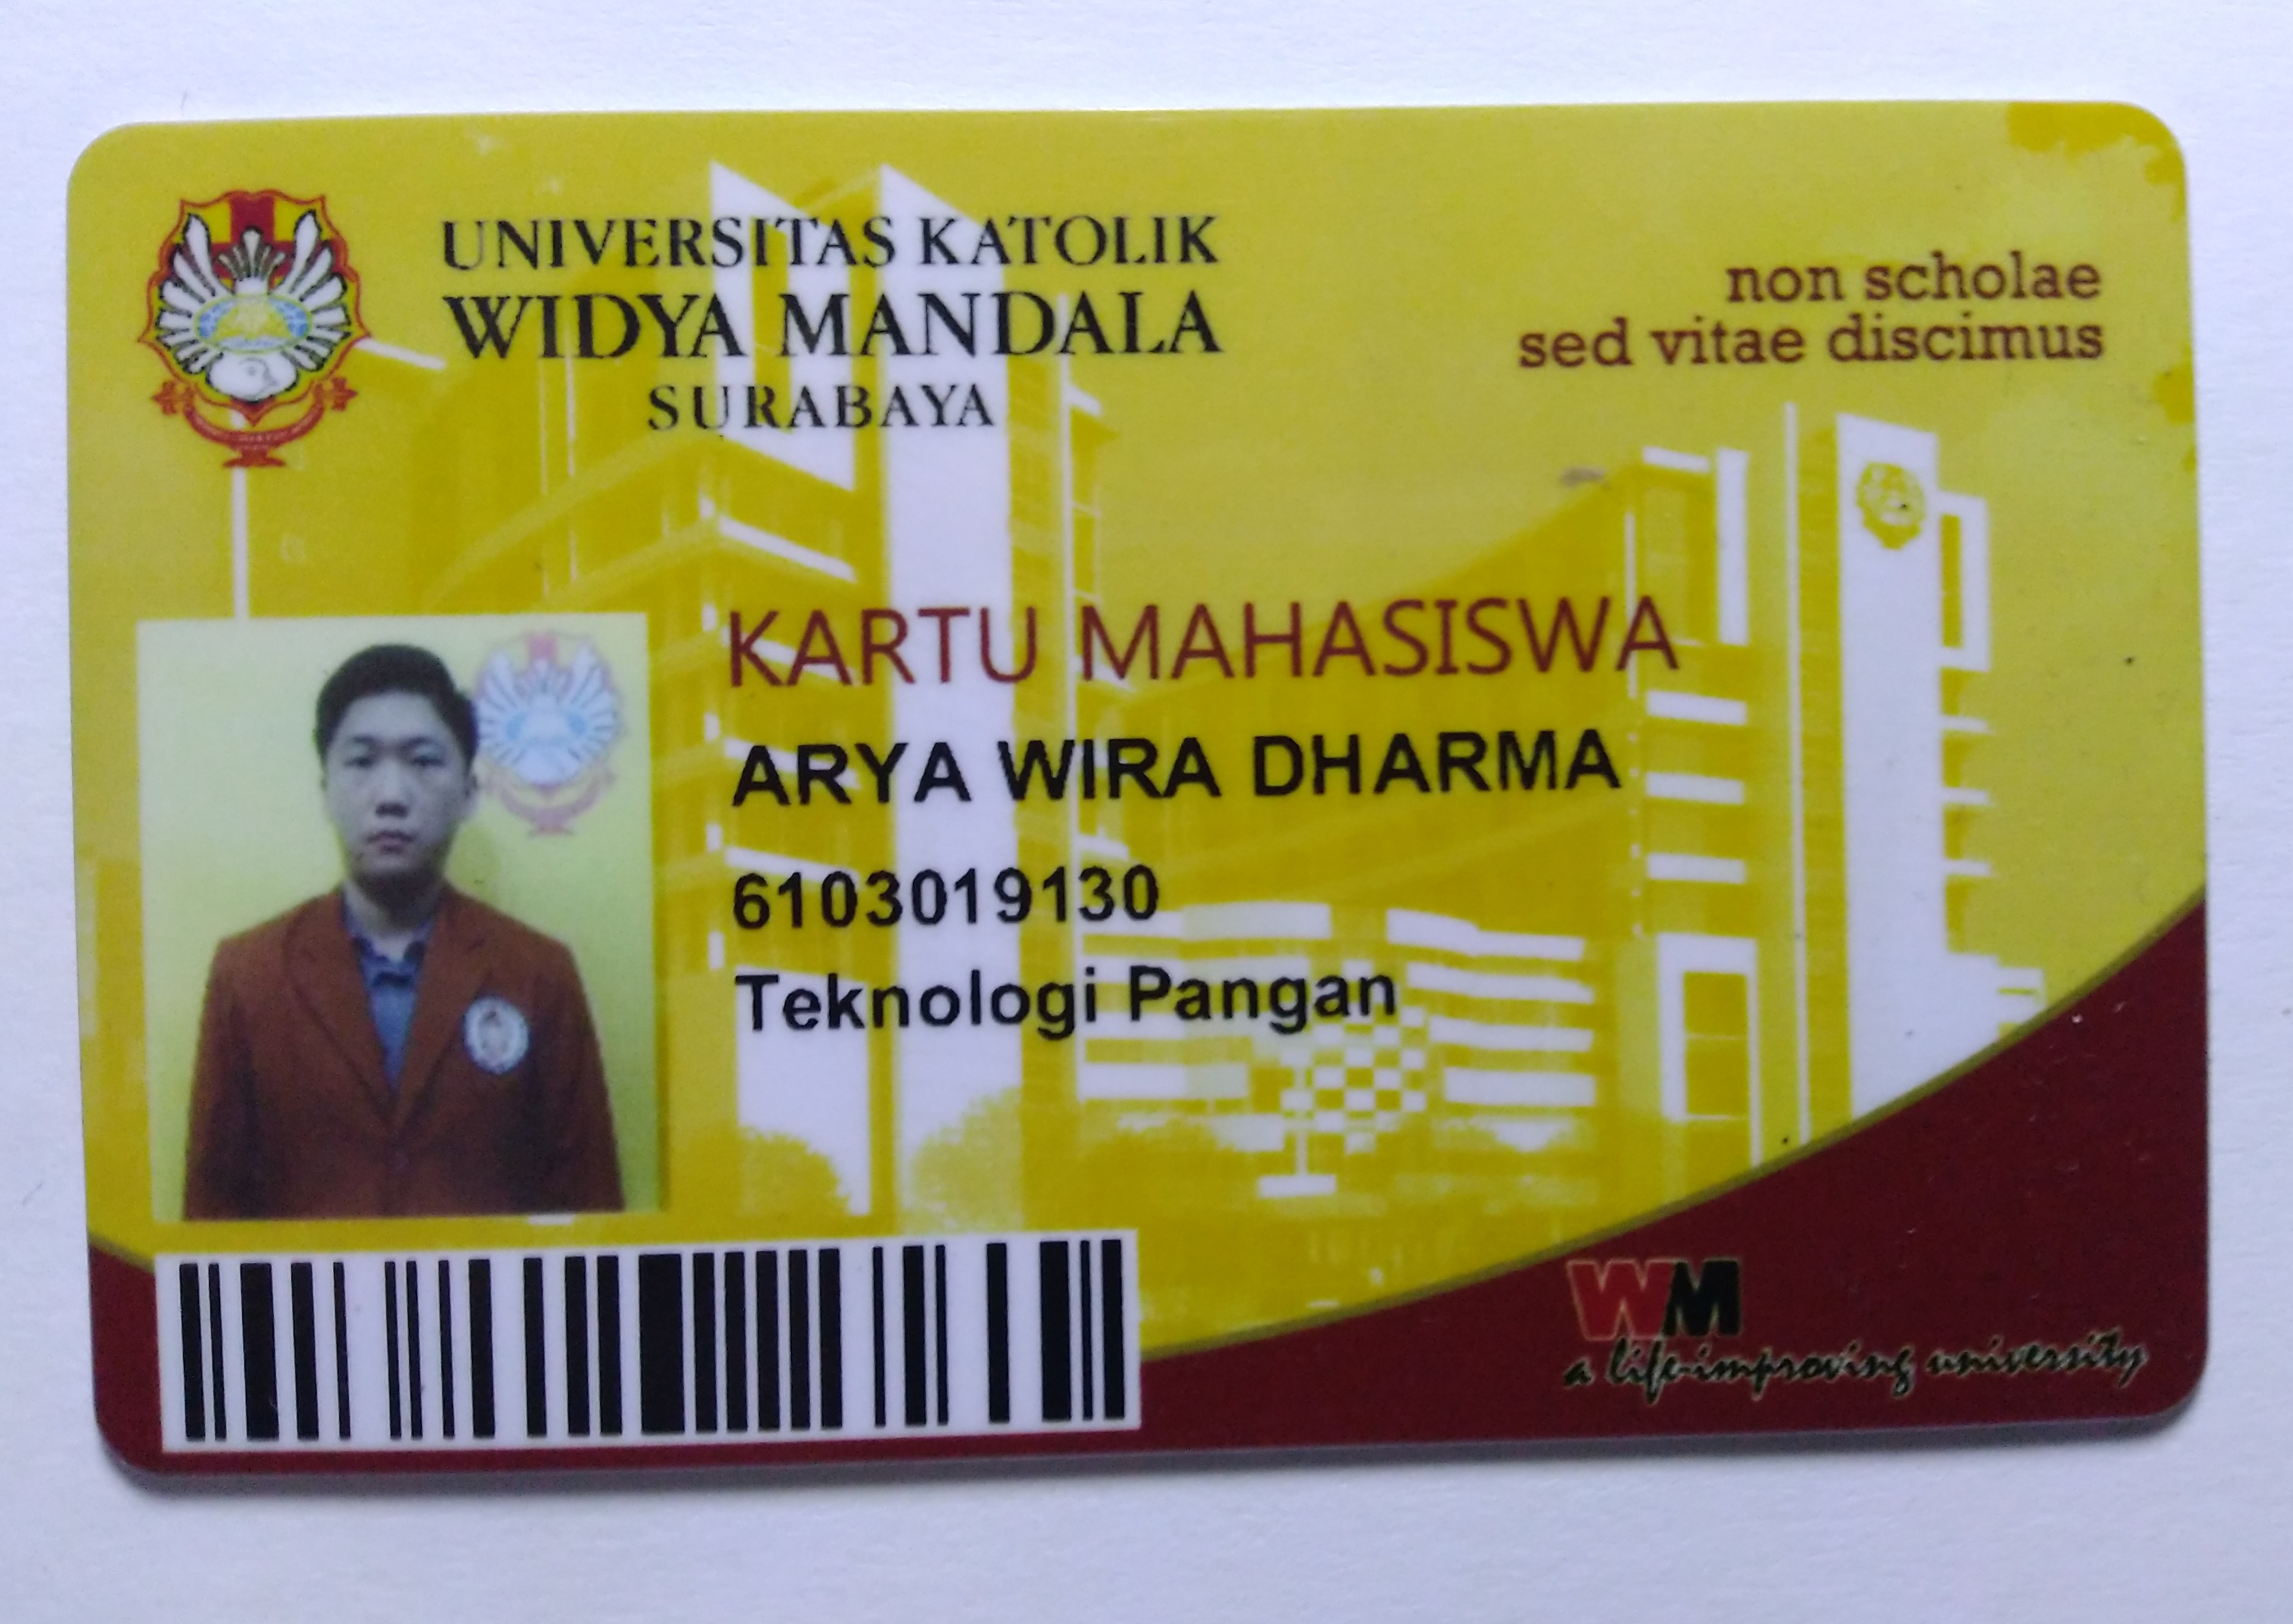 UNIVERSITAS KATOLIK
WIDYA MANDALA
SURABAYA
non scholae
sed vitae discimus
KARTU MAHASISWA
ARYA WIRA DHARMA
6103019130
Teknologi Pangan
WM
a life-improving university